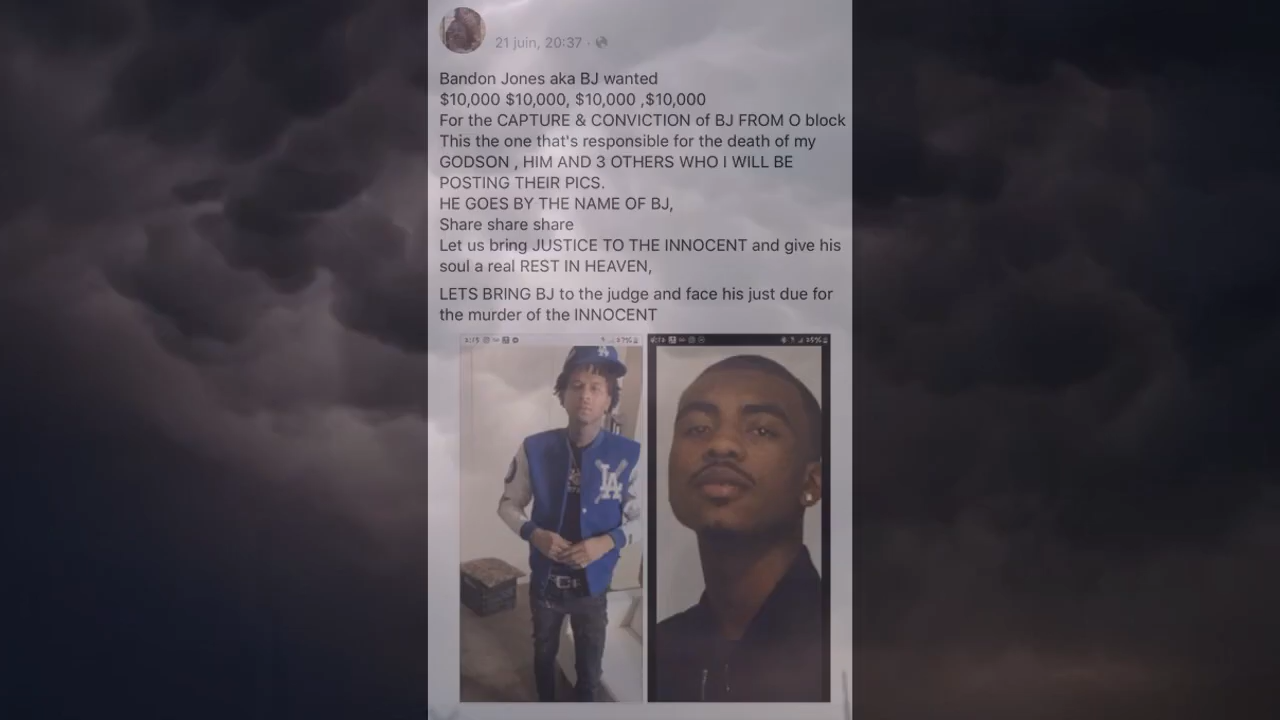 21 juin, 20:37 ·
Bandon Jones aka BJ wanted
$10,000 $10,000, $10,000 ,$10,000
For the CAPTURE & CONVICTION of BJ FROM O block
This the one that's responsible for the death of my
GODSON , HIM AND 3 OTHERS WHO I WILL BE
POSTING THEIR PICS.
HE GOES BY THE NAME OF BJ,
Share share share
Let us bring JUSTICE TO THE INNOCENT and give his
soul a real REST IN HEAVEN,
LETS BRING BJ to the judge and face his just due for
the murder of the INNOCENT
LA